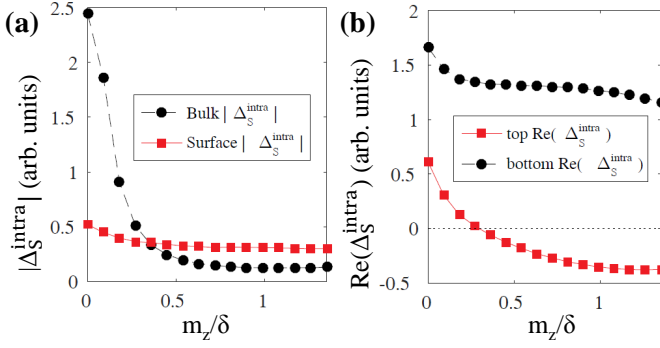 (a)
2.5
2
1.5
1
0.5
0
|Δ_S^intra| (arb. units)
Bulk | Δ_S^intra |
Surface | Δ_S^intra |
0
0.5
1
m_z/δ
(b)
2
1.5
1
0.5
0
-0.5
Re(Δ_S^intra) (arb. units)
top Re( Δ_S^intra )
bottom Re( Δ_S^intra )
0
0.5
1
m_z/δ